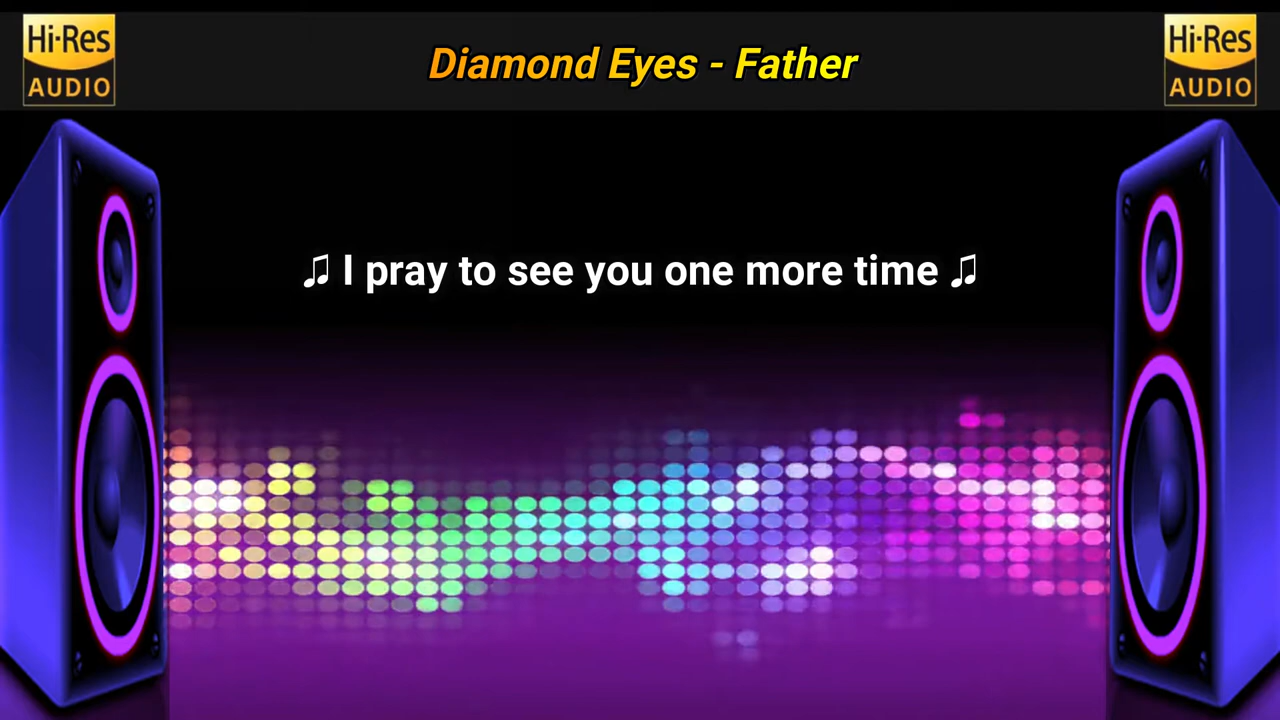 Hi-Res
AUDIO
Diamond Eyes - Father
Hi-Res
AUDIO
♫ I pray to see you one more time ♫